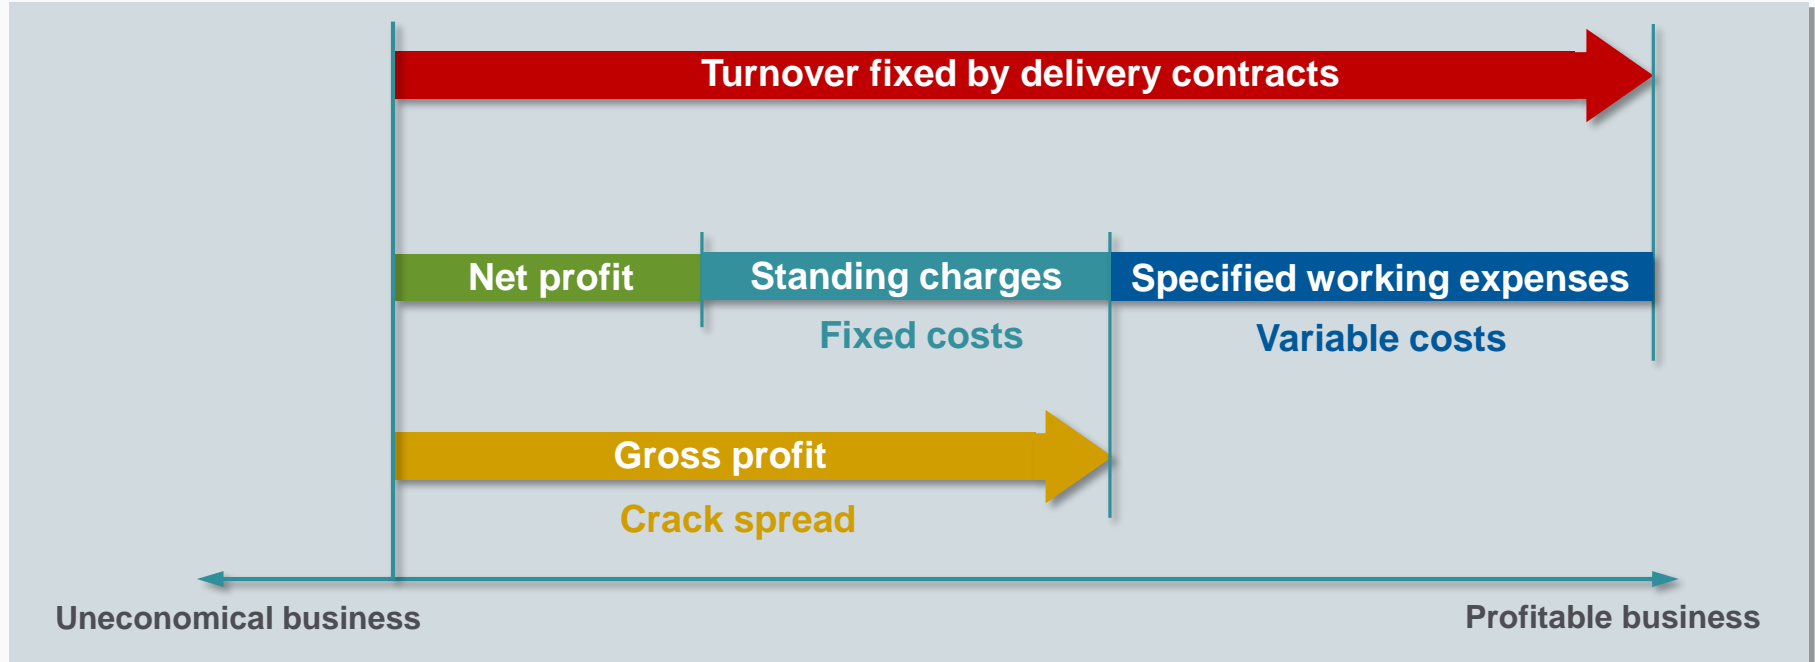 Turnover fixed by delivery contracts
Net profit
Standing charges
Specified working expenses
Fixed costs
Variable costs
Gross profit
Crack spread
Uneconomical business
Profitable business